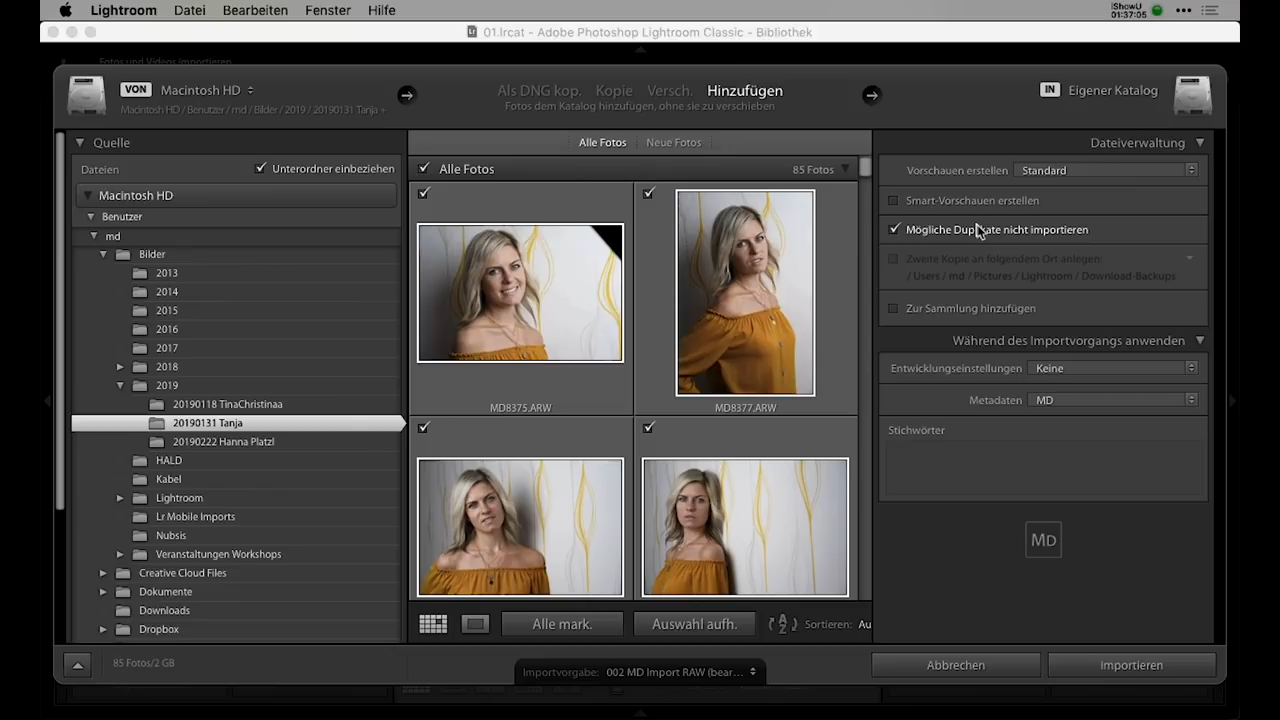 Lightroom Datei Bearbeiten Fenster Hilfe
iShowU
01:37:05
01.lrcat - Adobe Photoshop Lightroom Classic - Bibliothek
Fotos und Videos importieren
VON Macintosh HD
Macintosh HD / Benutzer / md / Bilder / 2019 / 20190131 Tanja +
Als DNG kop. Kopie Versch. Hinzufügen
Fotos dem Katalog hinzufügen, ohne sie zu verschieben
IN Eigener Katalog
Quelle
Dateien Unterordner einbeziehen
Macintosh HD
Benutzer
md
Bilder
2013
2014
2015
2016
2017
2018
2019
20190118 TinaChristinaa
20190131 Tanja
20190222 Hanna Platzl
HALD
Kabel
Lightroom
Lr Mobile Imports
Nubsis
Veranstaltungen Workshops
Creative Cloud Files
Dokumente
Downloads
Dropbox
Alle Fotos Neue Fotos
Alle Fotos 85 Fotos
MD8375.ARW MD8377.ARW
Alle mark. Auswahl aufh. Sortieren: Au
Dateiverwaltung
Vorschauen erstellen Standard
Smart-Vorschauen erstellen
Mögliche Duplikate nicht importieren
Zweite Kopie an folgendem Ort anlegen:
/ Users / md / Pictures / Lightroom / Download-Backups
Zur Sammlung hinzufügen
Während des Importvorgangs anwenden
Entwicklungseinstellungen Keine
Metadaten MD
Stichwörter
MD
85 Fotos/2 GB
Importvorgabe: 002 MD Import RAW (bear...
Abbrechen Importieren